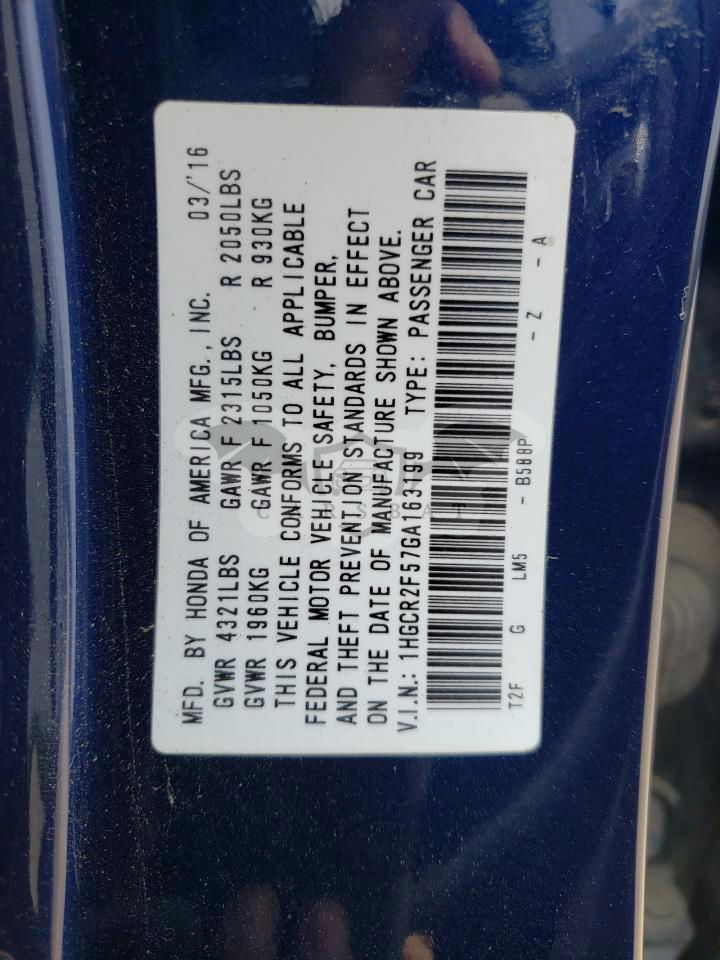 MFD. BY HONDA OF AMERICA MFG., INC. 03/'16
GVWR 4321LBS GAWR F 2315LBS R 2050LBS
GVWR 1960KG GAWR F 1050KG R 930KG
THIS VEHICLE CONFORMS TO ALL APPLICABLE
FEDERAL MOTOR VEHICLE SAFETY, BUMPER,
AND THEFT PREVENTION STANDARDS IN EFFECT
ON THE DATE OF MANUFACTURE SHOWN ABOVE.
V.I.N.: 1HGCR2F57GA163199 TYPE: PASSENGER CAR
T2F G LM5 - B588P - Z - A